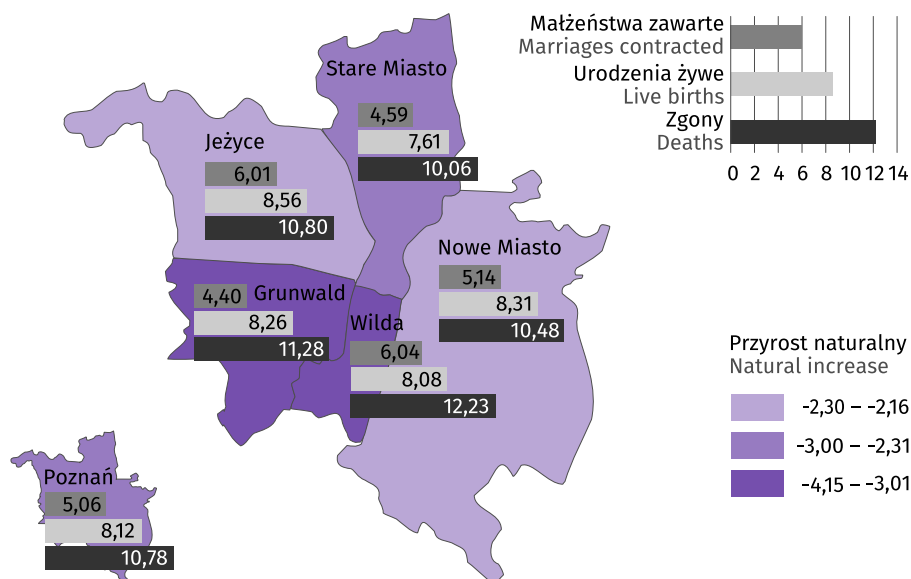 Małżeństwa zawarte
Marriages contracted
Urodzenia żywe
Live births
Zgony
Deaths
0 2 4 6 8 10 12 14
Stare Miasto
4,59
7,61
10,06
Jeżyce
6,01
8,56
10,80
Nowe Miasto
5,14
8,31
10,48
Grunwald
4,40
8,26
11,28
Wilda
6,04
8,08
12,23
Przyrost naturalny
Natural increase
-2,30 – -2,16
-3,00 – -2,31
-4,15 – -3,01
Poznań
5,06
8,12
10,78